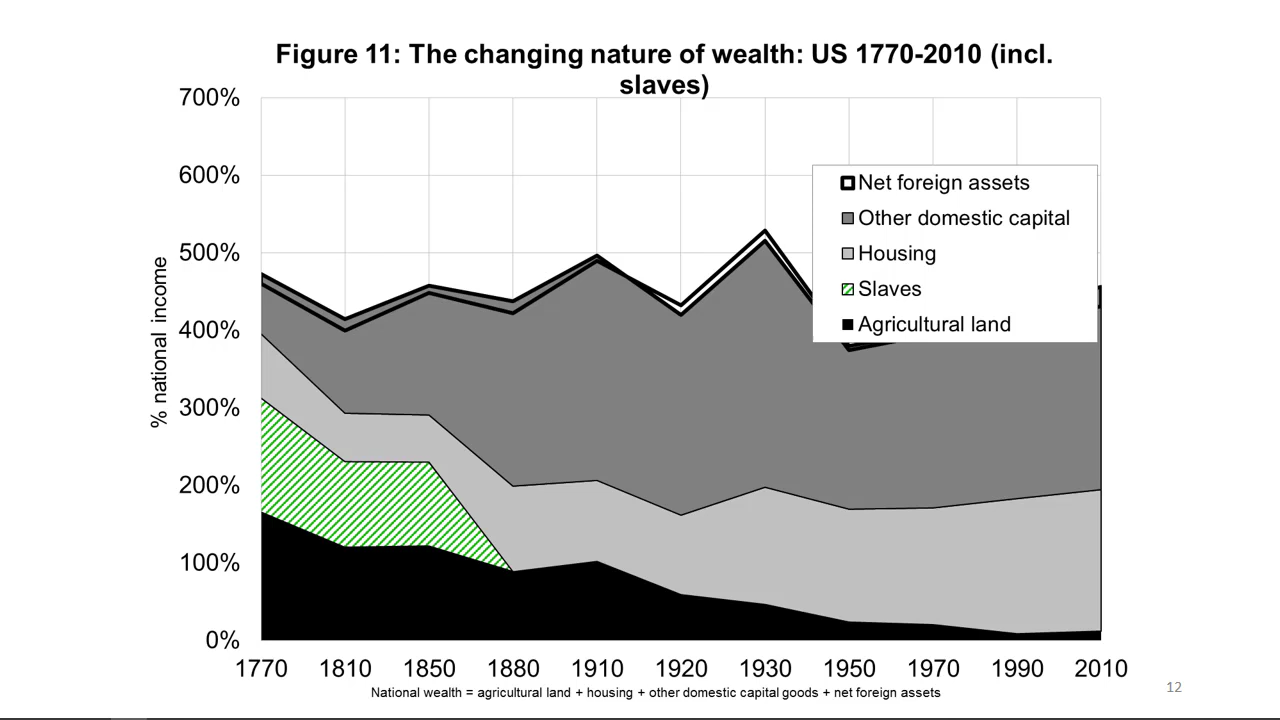 Figure 11: The changing nature of wealth: US 1770-2010 (incl.
slaves)
700%
600%
500%
400%
300%
200%
100%
0%
% national income
Net foreign assets
Other domestic capital
Housing
Slaves
Agricultural land
1770 1810 1850 1880 1910 1920 1930 1950 1970 1990 2010
National wealth = agricultural land + housing + other domestic capital goods + net foreign assets
12